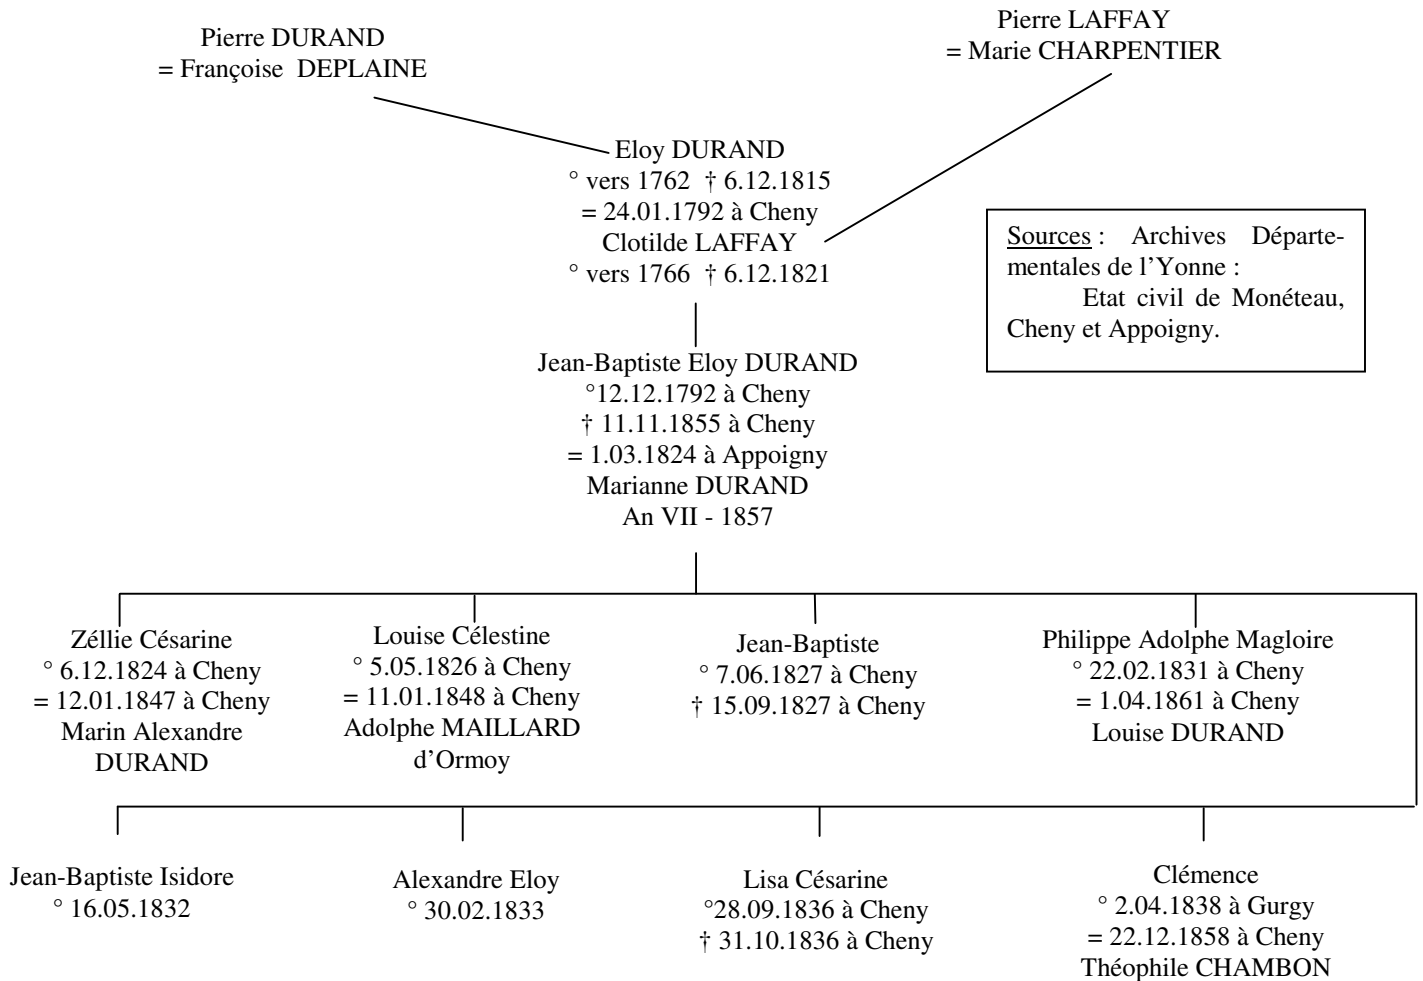 Pierre DURAND
= Françoise DEPLAINE
Pierre LAFFAY
= Marie CHARPENTIER
Eloy DURAND
° vers 1762 † 6.12.1815
= 24.01.1792 à Cheny
Clotilde LAFFAY
° vers 1766 † 6.12.1821
Sources : Archives Départe-
mentales de l'Yonne :
Etat civil de Monéteau,
Cheny et Appoigny.
Jean-Baptiste Eloy DURAND
°12.12.1792 à Cheny
† 11.11.1855 à Cheny
= 1.03.1824 à Appoigny
Marianne DURAND
An VII - 1857
Zéllie Césarine
° 6.12.1824 à Cheny
= 12.01.1847 à Cheny
Marin Alexandre
DURAND
Louise Célestine
° 5.05.1826 à Cheny
= 11.01.1848 à Cheny
Adolphe MAILLARD
d'Ormoy
Jean-Baptiste
° 7.06.1827 à Cheny
† 15.09.1827 à Cheny
Philippe Adolphe Magloire
° 22.02.1831 à Cheny
= 1.04.1861 à Cheny
Louise DURAND
Jean-Baptiste Isidore
° 16.05.1832
Alexandre Eloy
° 30.02.1833
Lisa Césarine
°28.09.1836 à Cheny
† 31.10.1836 à Cheny
Clémence
° 2.04.1838 à Gurgy
= 22.12.1858 à Cheny
Théophile CHAMBON